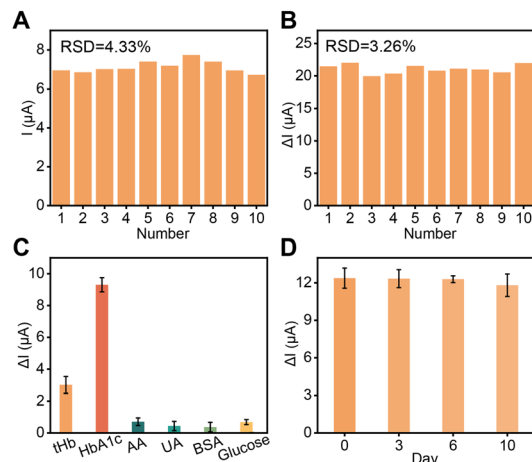 A
RSD=4.33%
I (μA)
8
6
4
2
0
1 2 3 4 5 6 7 8 9 10
Number
B
RSD=3.26%
ΔI (μA)
25
20
15
10
5
0
1 2 3 4 5 6 7 8 9 10
Number
C
ΔI (μA)
10
8
6
4
2
0
tHb HbA1c AA UA BSA Glucose
D
ΔI (μA)
12
9
6
3
0
0 3 6 10
Day